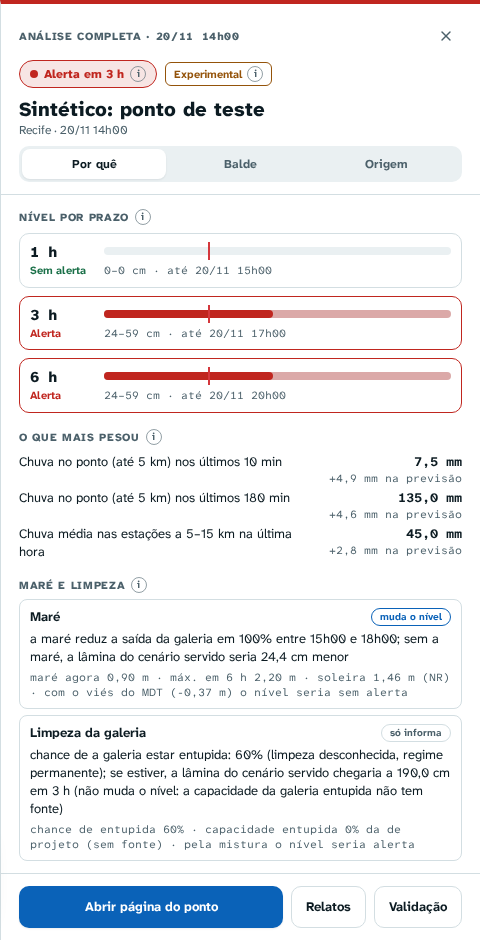 ANÁLISE COMPLETA · 20/11 14h00
Alerta em 3 h i
Experimental i
Sintético: ponto de teste
Recife · 20/11 14h00
Por quê
Balde
Origem
NÍVEL POR PRAZO i
1 h
Sem alerta
0–0 cm · até 20/11 15h00
3 h
Alerta
24–59 cm · até 20/11 17h00
6 h
Alerta
24–59 cm · até 20/11 20h00
O QUE MAIS PESOU i
Chuva no ponto (até 5 km) nos últimos 10 min
7,5 mm
+4,9 mm na previsão
Chuva no ponto (até 5 km) nos últimos 180 min
135,0 mm
+4,6 mm na previsão
Chuva média nas estações a 5–15 km na última
hora
45,0 mm
+2,8 mm na previsão
MARÉ E LIMPEZA i
Maré
muda o nível
a maré reduz a saída da galeria em 100% entre 15h00 e 18h00; sem a
maré, a lâmina do cenário servido seria 24,4 cm menor
maré agora 0,90 m · máx. em 6 h 2,20 m · soleira 1,46 m (NR)
· com o viés do MDT (-0,37 m) o nível seria sem alerta
Limpeza da galeria
só informa
chance de a galeria estar entupida: 60% (limpeza desconhecida, regime
permanente); se estiver, a lâmina do cenário servido chegaria a 190,0 cm
em 3 h (não muda o nível: a capacidade da galeria entupida não tem
fonte)
chance de entupida 60% · capacidade entupida 0% da de
projeto (sem fonte) · pela mistura o nível seria alerta
Abrir página do ponto
Relatos
Validação